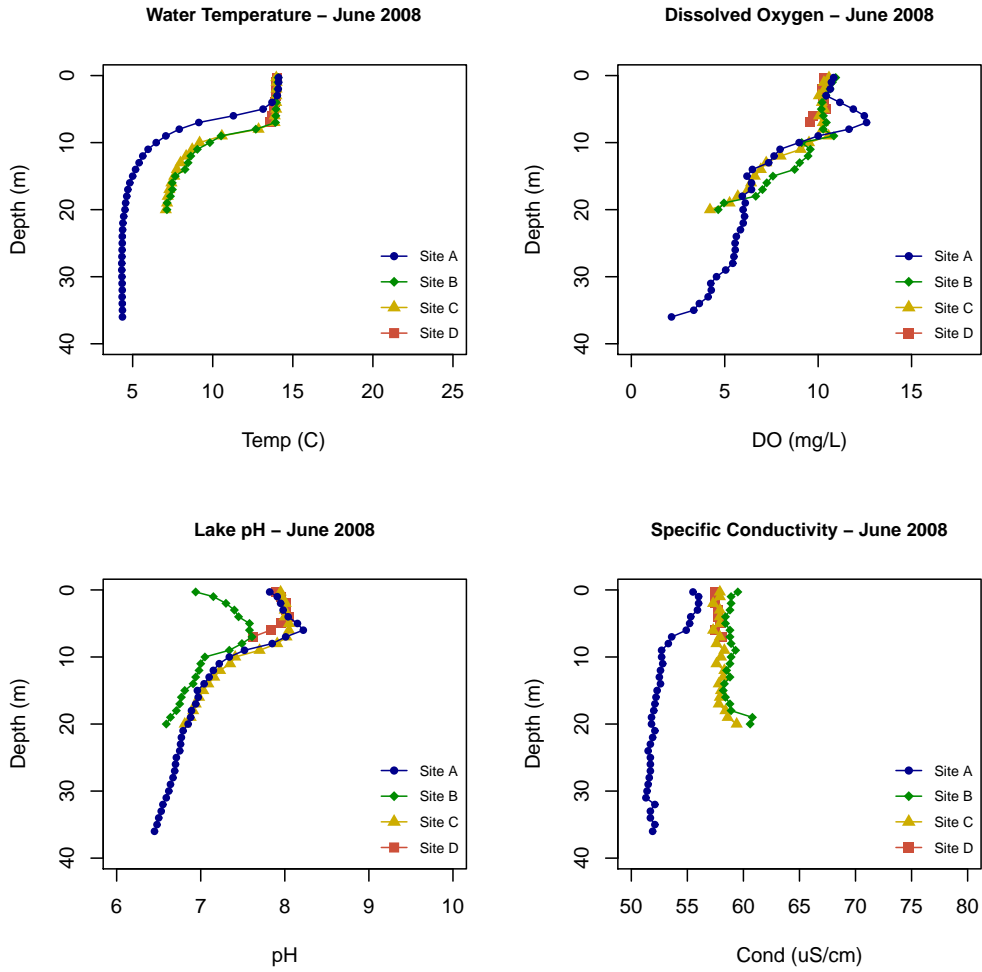 Water Temperature – June 2008
0
10
20
30
40
Depth (m)
5
10
15
20
25
Temp (C)
Site A
Site B
Site C
Site D
Dissolved Oxygen – June 2008
0
10
20
30
40
Depth (m)
0
5
10
15
DO (mg/L)
Site A
Site B
Site C
Site D
Lake pH – June 2008
0
10
20
30
40
Depth (m)
6
7
8
9
10
pH
Site A
Site B
Site C
Site D
Specific Conductivity – June 2008
0
10
20
30
40
Depth (m)
50
55
60
65
70
75
80
Cond (uS/cm)
Site A
Site B
Site C
Site D